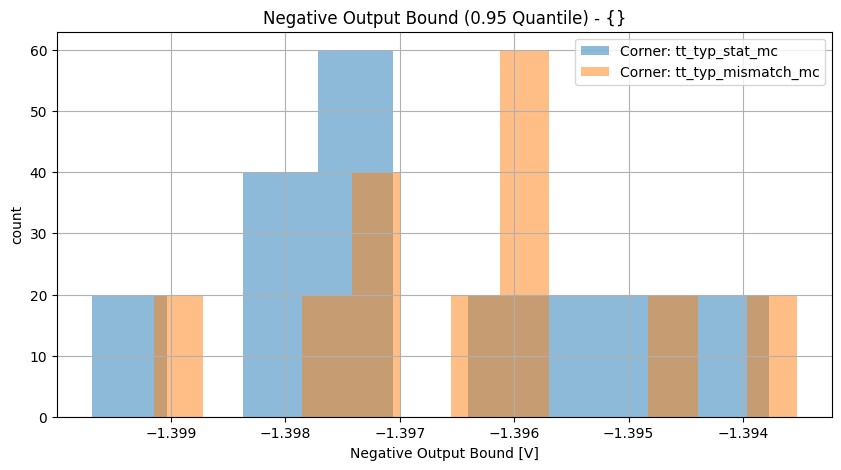 Negative Output Bound (0.95 Quantile) - {}
Corner: tt_typ_stat_mc
Corner: tt_typ_mismatch_mc
count
60
50
40
30
20
10
0
−1.399 −1.398 −1.397 −1.396 −1.395 −1.394
Negative Output Bound [V]